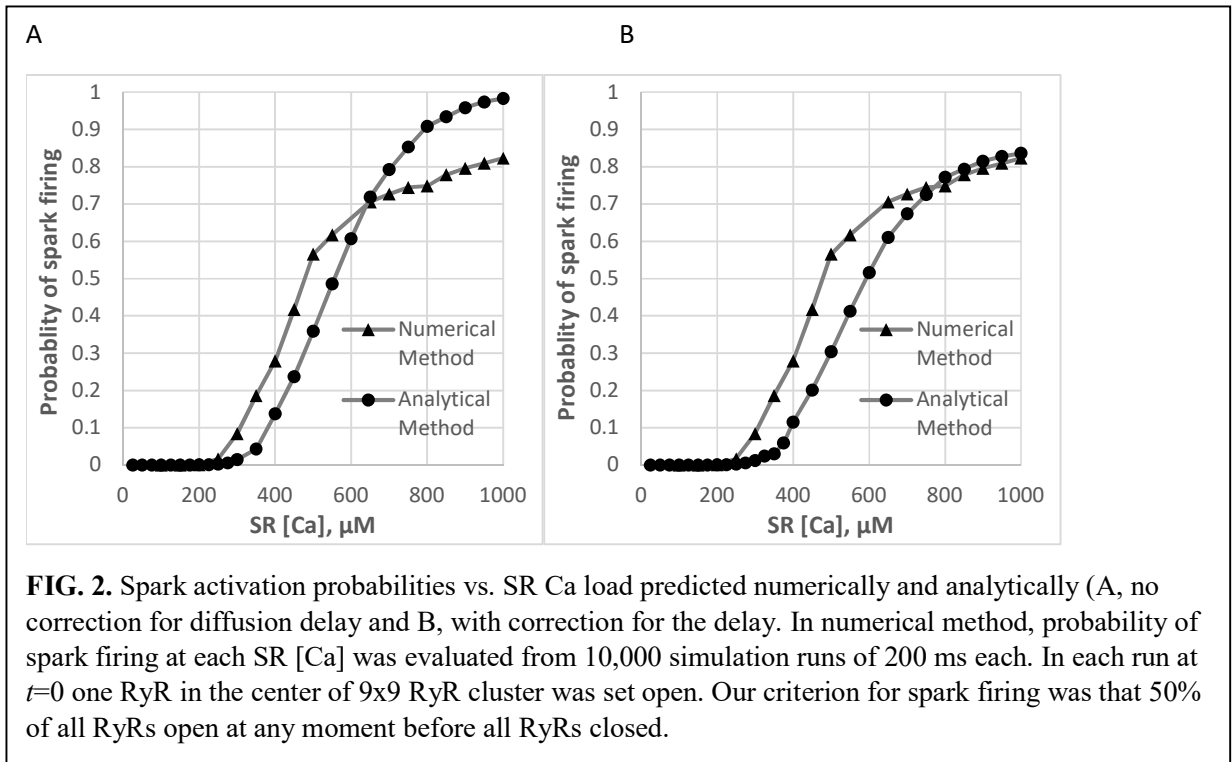 A
B
1
0.9
0.8
0.7
0.6
0.5
0.4
0.3
0.2
0.1
0
Probability of spark firing
0 200 400 600 800 1000
SR [Ca], µM
Numerical
Method
Analytical
Method
1
0.9
0.8
0.7
0.6
0.5
0.4
0.3
0.2
0.1
0
Probablity of spark firing
0 200 400 600 800 1000
SR [Ca], µM
Numerical
Method
Analytical
Method
FIG. 2. Spark activation probabilities vs. SR Ca load predicted numerically and analytically (A, no
correction for diffusion delay and B, with correction for the delay. In numerical method, probability of
spark firing at each SR [Ca] was evaluated from 10,000 simulation runs of 200 ms each. In each run at
t=0 one RyR in the center of 9x9 RyR cluster was set open. Our criterion for spark firing was that 50%
of all RyRs open at any moment before all RyRs closed.